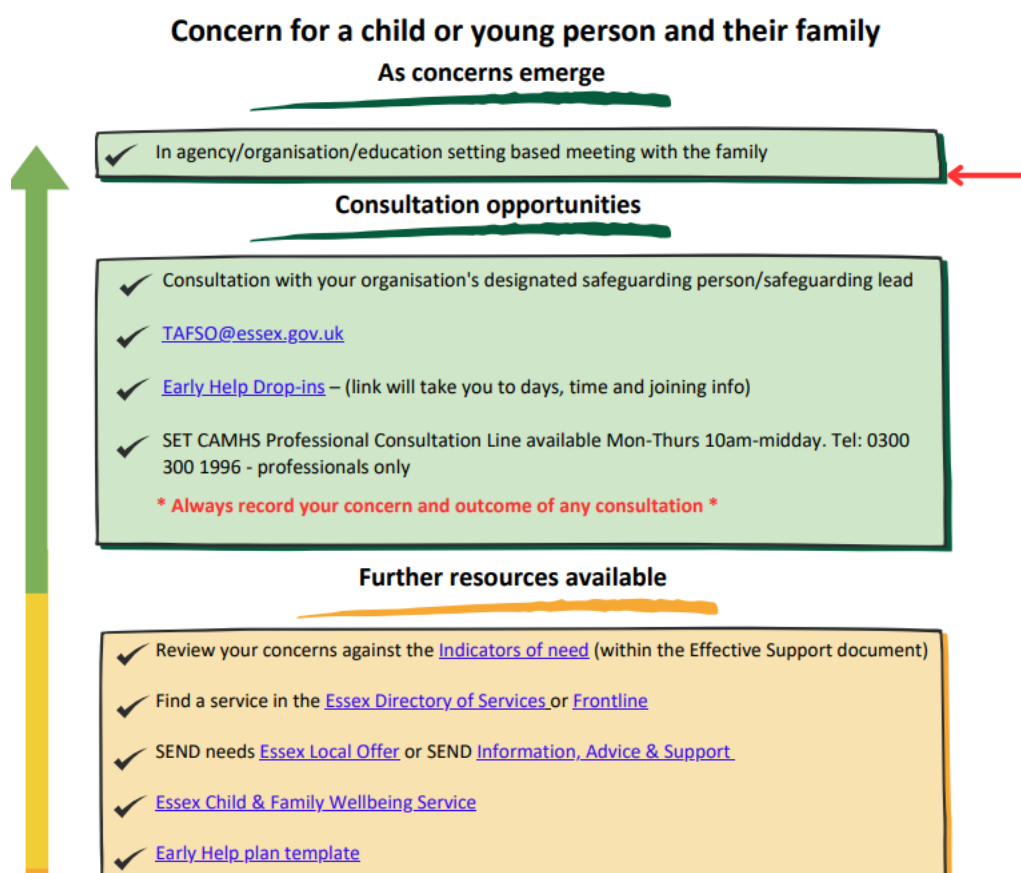 Concern for a child or young person and their family
As concerns emerge
In agency/organisation/education setting based meeting with the family
Consultation opportunities
Consultation with your organisation's designated safeguarding person/safeguarding lead
TAFSO@essex.gov.uk
Early Help Drop-ins – (link will take you to days, time and joining info)
SET CAMHS Professional Consultation Line available Mon-Thurs 10am-midday. Tel: 0300
300 1996 - professionals only
* Always record your concern and outcome of any consultation *
Further resources available
Review your concerns against the Indicators of need (within the Effective Support document)
Find a service in the Essex Directory of Services or Frontline
SEND needs Essex Local Offer or SEND Information, Advice & Support
Essex Child & Family Wellbeing Service
Early Help plan template